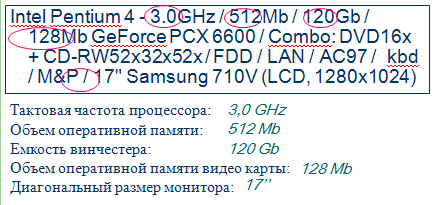 Intel Pentium 4 - 3.0GHz / 512Mb / 120Gb /
128Mb GeForce PCX 6600 / Combo: DVD16x
+ CD-RW52x32x52x / FDD / LAN / AC97 / kbd
/ M&P / 17" Samsung 710V (LCD, 1280x1024)
Тактовая частота процессора: 3,0 GHz
Объем оперативной памяти: 512 Mb
Емкость винчестера: 120 Gb
Объем оперативной памяти видео карты: 128 Mb
Диагональный размер монитора: 17''